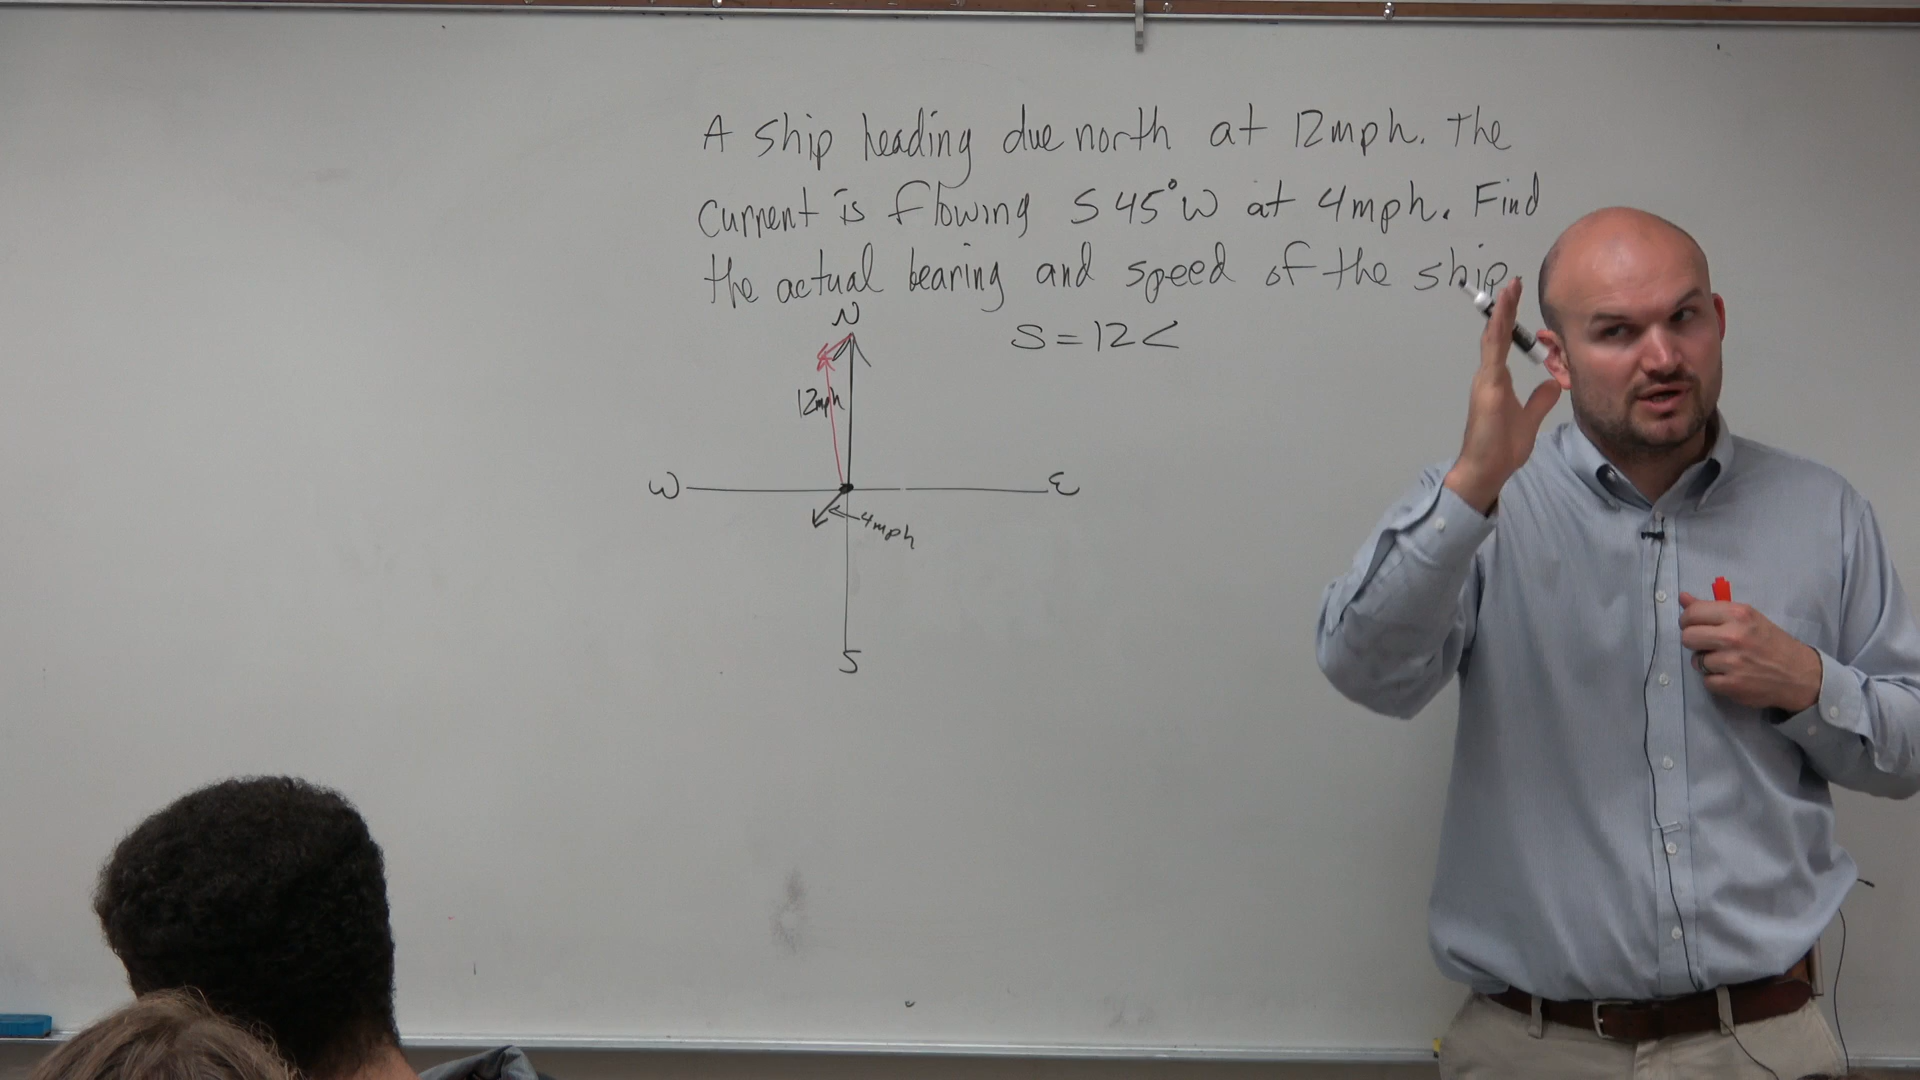 A ship heading due north at 12mph. The
current is flowing S 45° W at 4mph. Find
the actual bearing and speed of the ship.
N
S = 12 <
12mph
W
E
4mph
S